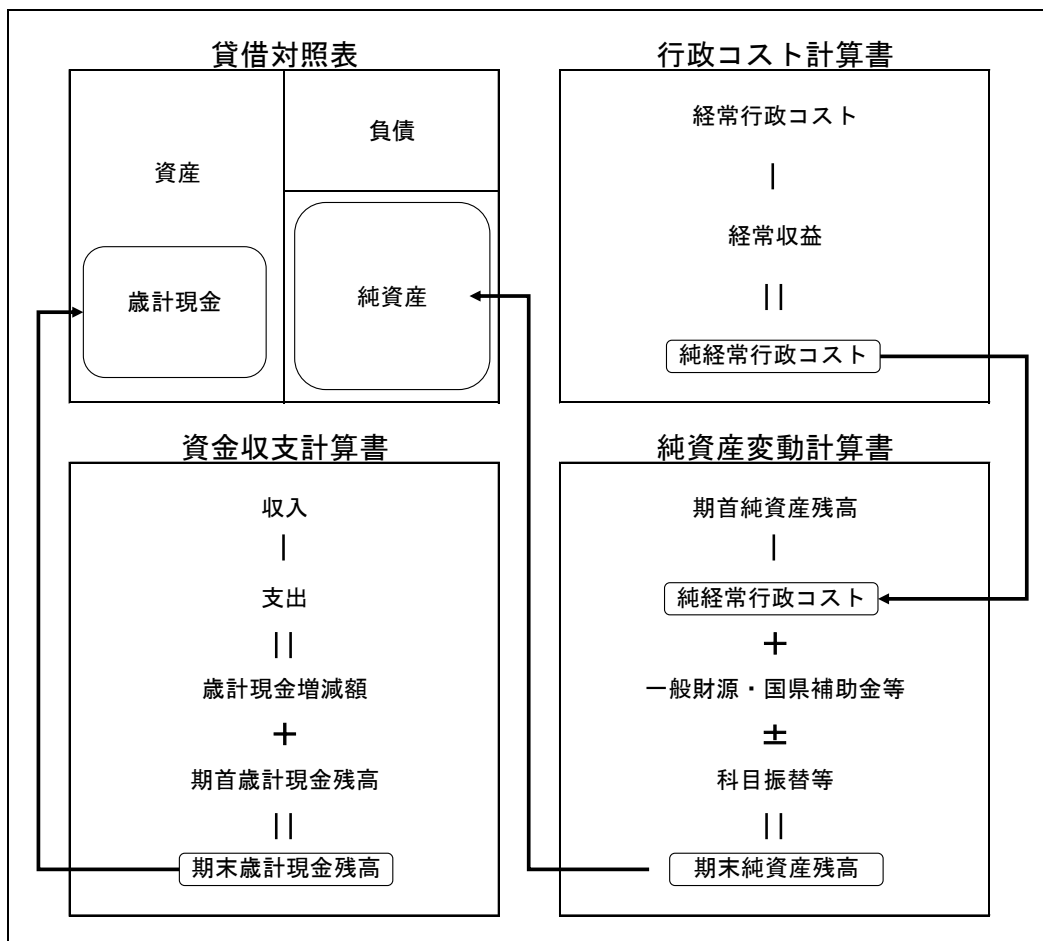 貸借対照表
資産
負債
歳計現金
純資産
行政コスト計算書
経常行政コスト
－
経常収益
||
純経常行政コスト
資金収支計算書
収入
－
支出
||
歳計現金増減額
＋
期首歳計現金残高
||
期末歳計現金残高
純資産変動計算書
期首純資産残高
－
純経常行政コスト
＋
一般財源・国県補助金等
±
科目振替等
||
期末純資産残高